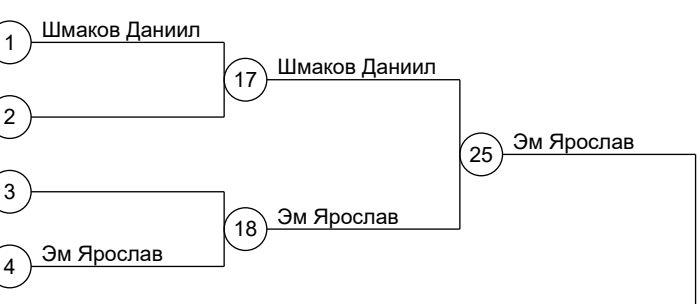 1 Шмаков Даниил
17 Шмаков Даниил
2
25 Эм Ярослав
3
18 Эм Ярослав
4 Эм Ярослав